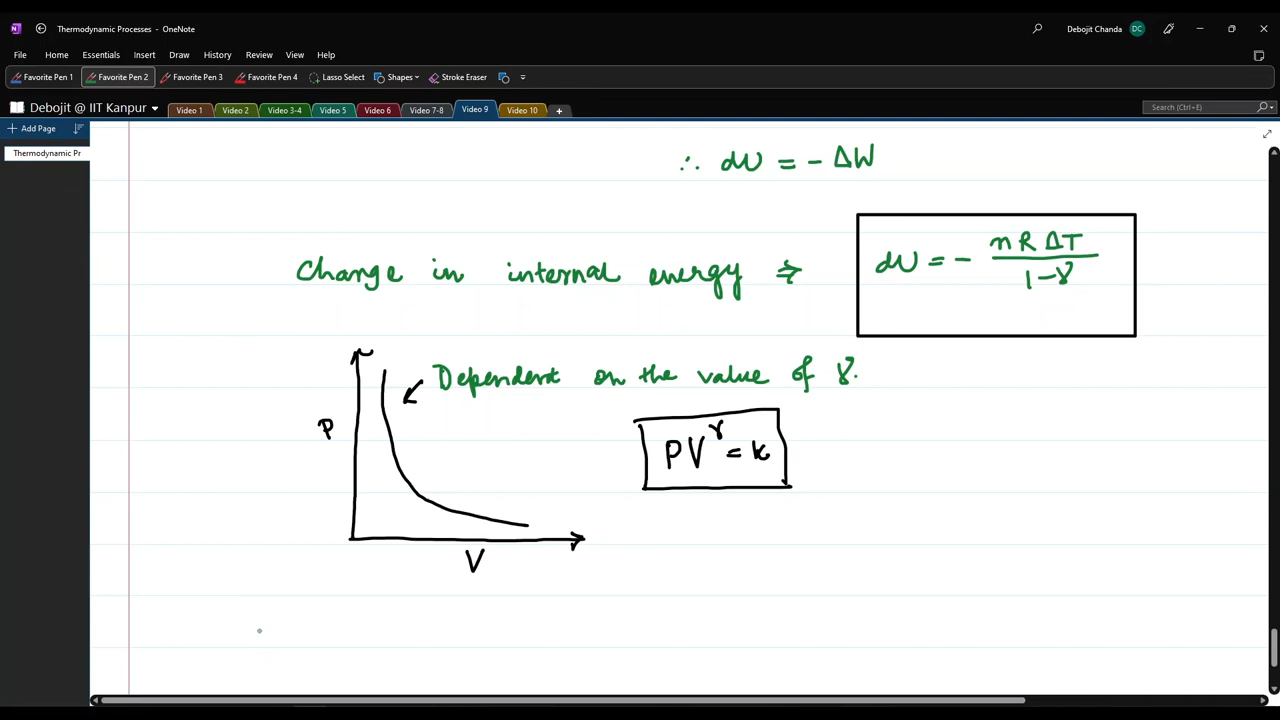 Thermodynamic Processes - OneNote
Debojit Chanda DC
File Home Essentials Insert Draw History Review View Help
Favorite Pen 1 Favorite Pen 2 Favorite Pen 3 Favorite Pen 4 Lasso Select Shapes Stroke Eraser
Debojit @ IIT Kanpur Video 1 Video 2 Video 3-4 Video 5 Video 6 Video 7-8 Video 9 Video 10 + Search (Ctrl+E)
+ Add Page
Thermodynamic Pr
∴ dU = - ΔW
Change in internal energy ⇒ dU = - nRΔT / 1-γ
Dependent on the value of γ.
P
PV^γ = k
V